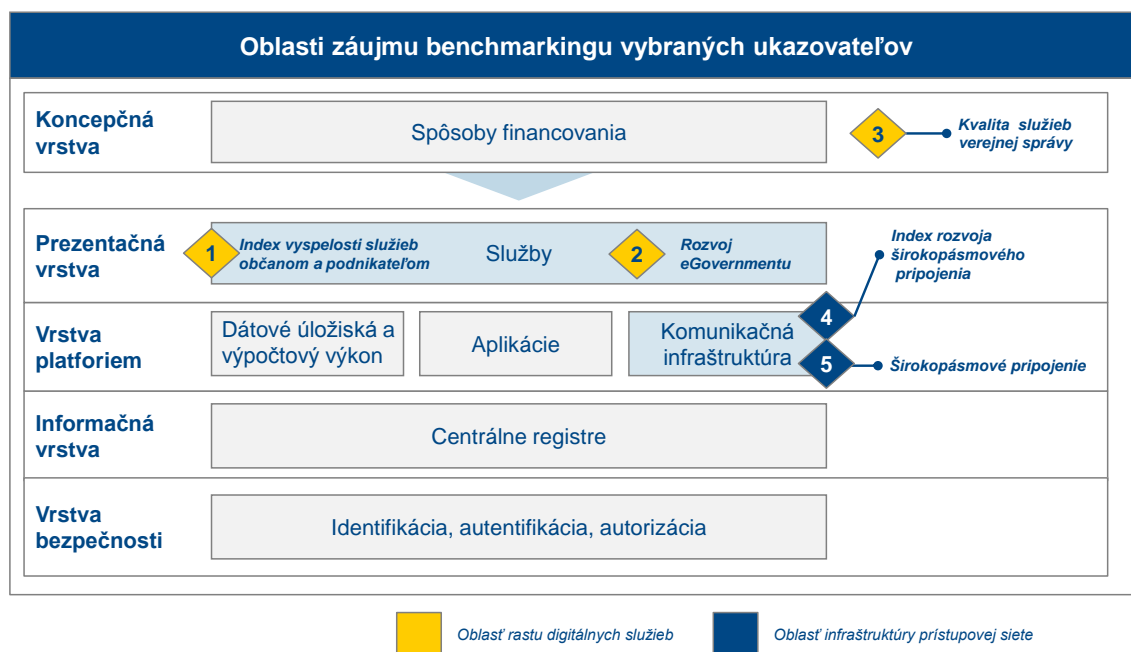 Oblasti záujmu benchmarkingu vybraných ukazovateľov
Koncepčná
vrstva
Spôsoby financovania
3
Kvalita služieb
verejnej správy
Prezentačná
vrstva
1
Index vyspelosti služieb
občanom a podnikateľom
Služby
2
Rozvoj
eGovernmentu
Index rozvoja
širokopásmového
pripojenia
Vrstva
platforiem
Dátové úložiská a
výpočtový výkon
Aplikácie
Komunikačná
infraštruktúra
4
5
Širokopásmové pripojenie
Informačná
vrstva
Centrálne registre
Vrstva
bezpečnosti
Identifikácia, autentifikácia, autorizácia
Oblasť rastu digitálnych služieb
Oblasť infraštruktúry prístupovej siete